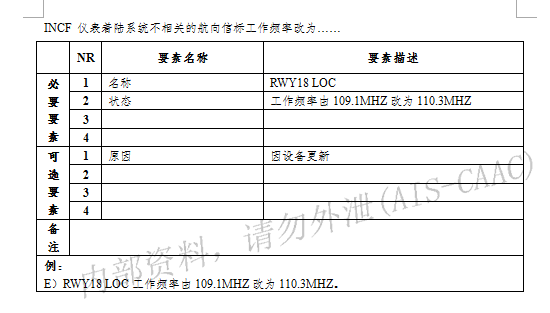 INCF 仪表着陆系统不相关的航向信标工作频率改为……
NR 要素名称 要素描述
必要要素
1 名称 RWY18 LOC
2 状态 工作频率由 109.1MHZ 改为 110.3MHZ
3
4
可选要素
1 原因 因设备更新
2
3
4
备注
例：
E）RWY18 LOC 工作频率由 109.1MHZ 改为 110.3MHZ。
内部资料，请勿外泄(AIS-CAAC)